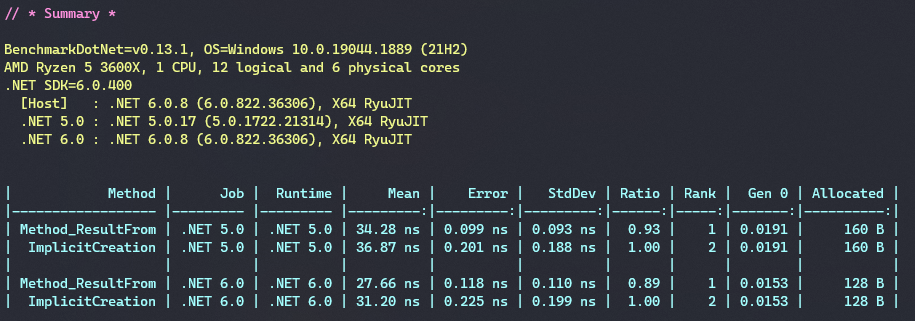 // * Summary *
BenchmarkDotNet=v0.13.1, OS=Windows 10.0.19044.1889 (21H2)
AMD Ryzen 5 3600X, 1 CPU, 12 logical and 6 physical cores
.NET SDK=6.0.400
  [Host]   : .NET 6.0.8 (6.0.822.36306), X64 RyuJIT
  .NET 5.0 : .NET 5.0.17 (5.0.1722.21314), X64 RyuJIT
  .NET 6.0 : .NET 6.0.8 (6.0.822.36306), X64 RyuJIT
|            Method |      Job |  Runtime |     Mean |    Error |   StdDev | Ratio | Rank |  Gen 0 | Allocated |
|------------------ |--------- |--------- |---------:|---------:|---------:|------:|-----:|-------:|----------:|
| Method_ResultFrom | .NET 5.0 | .NET 5.0 | 34.28 ns | 0.099 ns | 0.093 ns |  0.93 |    1 | 0.0191 |     160 B |
|  ImplicitCreation | .NET 5.0 | .NET 5.0 | 36.87 ns | 0.201 ns | 0.188 ns |  1.00 |    2 | 0.0191 |     160 B |
|                   |          |          |          |          |          |       |      |        |           |
| Method_ResultFrom | .NET 6.0 | .NET 6.0 | 27.66 ns | 0.118 ns | 0.110 ns |  0.89 |    1 | 0.0153 |     128 B |
|  ImplicitCreation | .NET 6.0 | .NET 6.0 | 31.20 ns | 0.225 ns | 0.199 ns |  1.00 |    2 | 0.0153 |     128 B |